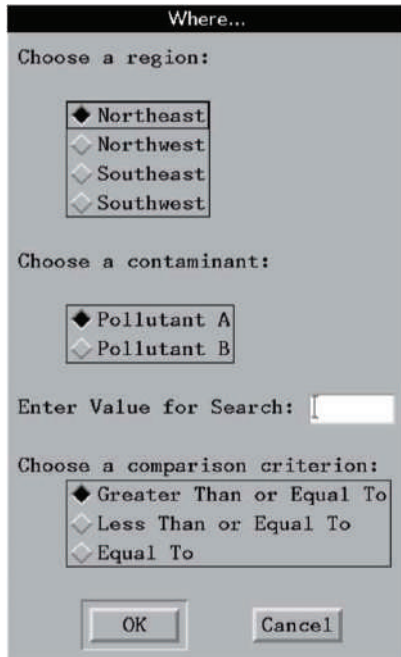 Where...
Choose a region:
Northeast
Northwest
Southeast
Southwest
Choose a contaminant:
Pollutant A
Pollutant B
Enter Value for Search:
Choose a comparison criterion:
Greater Than or Equal To
Less Than or Equal To
Equal To
OK Cancel